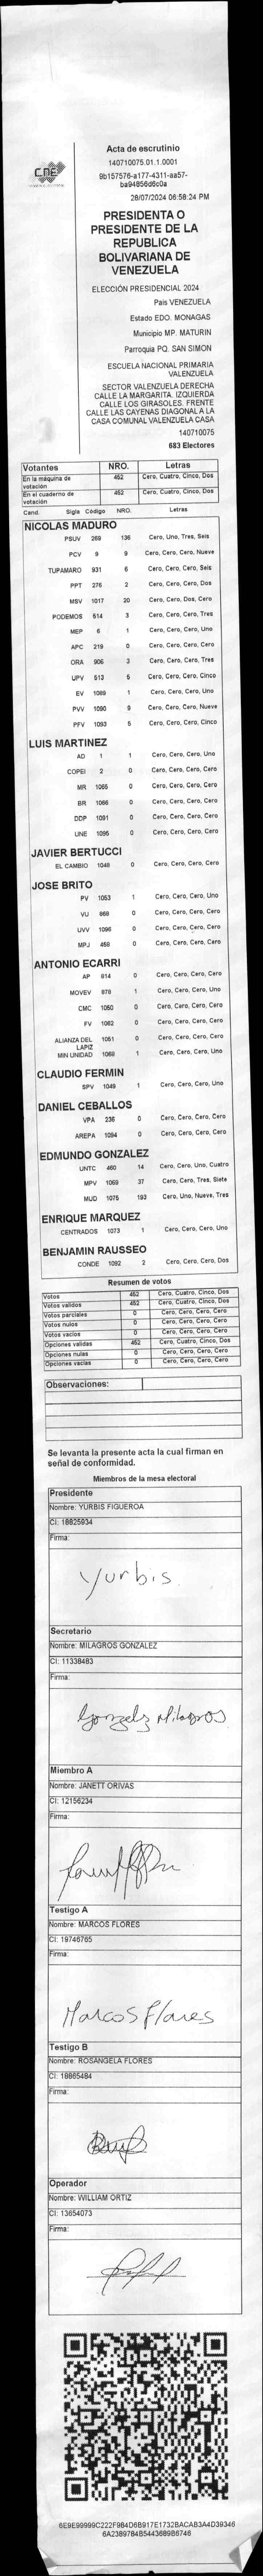 CNE
Acta de escrutinio
140710075.01.1.0001
9b157576-a177-4311-aa57-
ba94856d6c0a
28/07/2024 06:58:24 PM
PRESIDENTA O
PRESIDENTE DE LA
REPUBLICA
BOLIVARIANA DE
VENEZUELA
ELECCIÓN PRESIDENCIAL 2024
Pais VENEZUELA
Estado EDO. MONAGAS
Municipio MP. MATURIN
Parroquia PQ. SAN SIMON
ESCUELA NACIONAL PRIMARIA
VALENZUELA
SECTOR VALENZUELA DERECHA
CALLE LA MARGARITA. IZQUIERDA
CALLE LOS GIRASOLES. FRENTE
CALLE LAS CAYENAS DIAGONAL A LA
CASA COMUNAL VALENZUELA CASA
140710075
683 Electores
Votantes NRO. Letras
En la máquina de votación 452 Cero, Cuatro, Cinco, Dos
En el cuaderno de votación 452 Cero, Cuatro, Cinco, Dos
Cand. Sigla Código NRO. Letras
NICOLAS MADURO
PSUV 269 136 Cero, Uno, Tres, Seis
PCV 9 9 Cero, Cero, Cero, Nueve
TUPAMARO 931 6 Cero, Cero, Cero, Seis
PPT 276 2 Cero, Cero, Cero, Dos
MSV 1017 20 Cero, Cero, Dos, Cero
PODEMOS 514 3 Cero, Cero, Cero, Tres
MEP 6 1 Cero, Cero, Cero, Uno
APC 219 0 Cero, Cero, Cero, Cero
ORA 906 3 Cero, Cero, Cero, Tres
UPV 513 5 Cero, Cero, Cero, Cinco
EV 1089 1 Cero, Cero, Cero, Uno
PVV 1090 9 Cero, Cero, Cero, Nueve
PFV 1093 5 Cero, Cero, Cero, Cinco
LUIS MARTINEZ
AD 1 1 Cero, Cero, Cero, Uno
COPEI 2 0 Cero, Cero, Cero, Cero
MR 1055 0 Cero, Cero, Cero, Cero
BR 1066 0 Cero, Cero, Cero, Cero
DDP 1091 0 Cero, Cero, Cero, Cero
UNE 1095 0 Cero, Cero, Cero, Cero
JAVIER BERTUCCI
EL CAMBIO 1048 0 Cero, Cero, Cero, Cero
JOSE BRITO
PV 1053 1 Cero, Cero, Cero, Uno
VU 968 0 Cero, Cero, Cero, Cero
UVV 1096 0 Cero, Cero, Cero, Cero
MPJ 459 0 Cero, Cero, Cero, Cero
ANTONIO ECARRI
AP 914 0 Cero, Cero, Cero, Cero
MOVEV 978 1 Cero, Cero, Cero, Uno
CMC 1050 0 Cero, Cero, Cero, Cero
FV 1062 0 Cero, Cero, Cero, Cero
ALIANZA DEL LAPIZ 1051 0 Cero, Cero, Cero, Cero
MIN UNIDAD 1068 1 Cero, Cero, Cero, Uno
CLAUDIO FERMIN
SPV 1049 1 Cero, Cero, Cero, Uno
DANIEL CEBALLOS
VPA 236 0 Cero, Cero, Cero, Cero
AREPA 1094 0 Cero, Cero, Cero, Cero
EDMUNDO GONZALEZ
UNTC 460 14 Cero, Cero, Uno, Cuatro
MPV 1069 37 Cero, Cero, Tres, Siete
MUD 1075 193 Cero, Uno, Nueve, Tres
ENRIQUE MARQUEZ
CENTRADOS 1073 1 Cero, Cero, Cero, Uno
BENJAMIN RAUSSEO
CONDE 1092 2 Cero, Cero, Cero, Dos
Resumen de votos
Votos 452 Cero, Cuatro, Cinco, Dos
Votos validos 452 Cero, Cuatro, Cinco, Dos
Votos parciales 0 Cero, Cero, Cero, Cero
Votos nulos 0 Cero, Cero, Cero, Cero
Votos vacios 0 Cero, Cero, Cero, Cero
Opciones validas 452 Cero, Cuatro, Cinco, Dos
Opciones nulas 0 Cero, Cero, Cero, Cero
Opciones vacias 0 Cero, Cero, Cero, Cero
Observaciones:
Se levanta la presente acta la cual firman en
señal de conformidad.
Miembros de la mesa electoral
Presidente
Nombre: YURBIS FIGUEROA
CI: 18825934
Firma:
Yurbis
Secretario
Nombre: MILAGROS GONZALEZ
CI: 11338483
Firma:
Gonzalez Milagros
Miembro A
Nombre: JANETT ORIVAS
CI: 12156234
Firma:
Testigo A
Nombre: MARCOS FLORES
CI: 19746765
Firma:
Marcos Flores
Testigo B
Nombre: ROSANGELA FLORES
CI: 18865484
Firma:
Operador
Nombre: WILLIAM ORTIZ
CI: 13654073
Firma:
6E9E99999C222F984D6B917E1732BACAB3A4D39346
6A2389784B5443689B6746